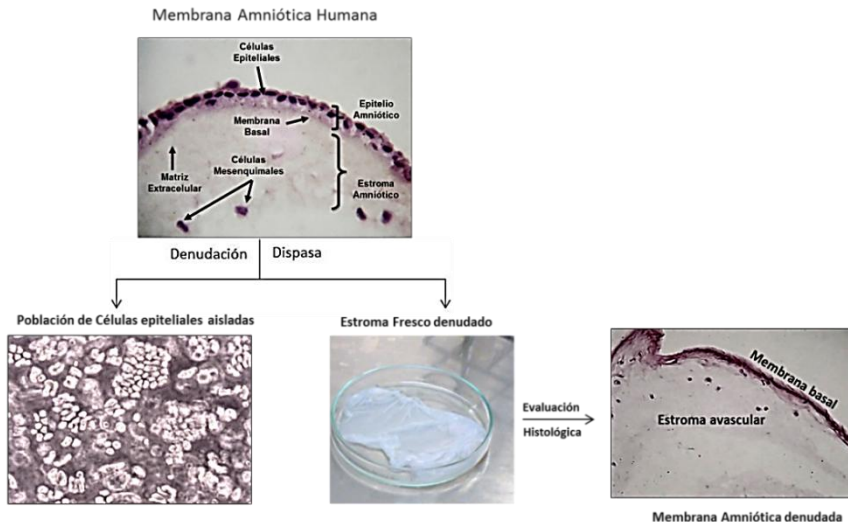 Membrana Amniótica Humana
Células
Epiteliales
Epitelio
Amniótico
Membrana
Basal
Células
Mesenquimales
Matriz
Extracelular
Estroma
Amniótico
Denudación
Dispasa
Población de Células epiteliales aisladas
Estroma Fresco denudado
Evaluación
Histológica
Membrana basal
Estroma avascular
Membrana Amniótica denudada